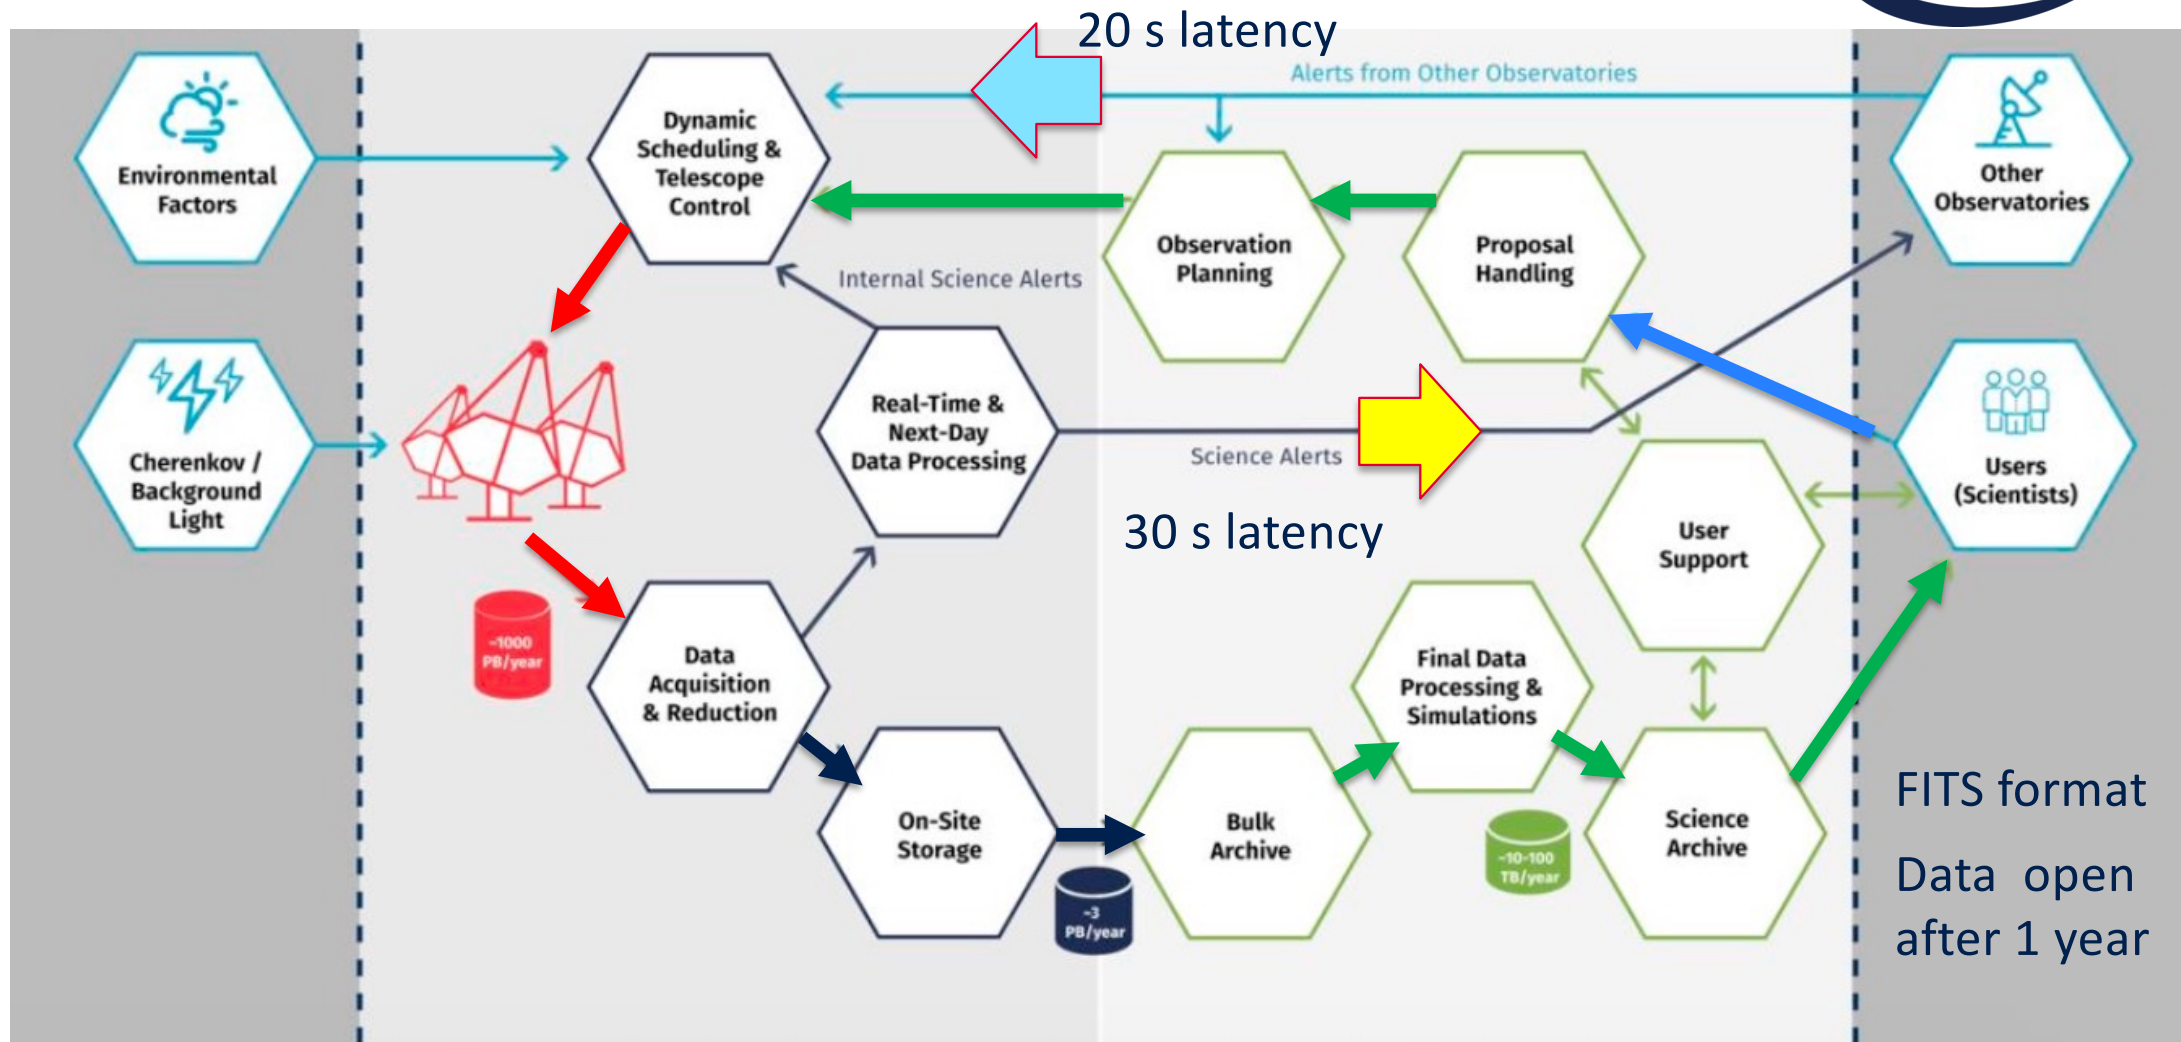 20 s latency
Alerts from Other Observatories
Environmental
Factors
Dynamic
Scheduling &
Telescope
Control
Other
Observatories
Observation
Planning
Proposal
Handling
Internal Science Alerts
Cherenkov /
Background
Light
Real-Time &
Next-Day
Data Processing
Science Alerts
Users
(Scientists)
30 s latency
User
Support
~1000
PB/year
Data
Acquisition
& Reduction
Final Data
Processing &
Simulations
On-Site
Storage
~3
PB/year
Bulk
Archive
~10-100
TB/year
Science
Archive
FITS format
Data open
after 1 year